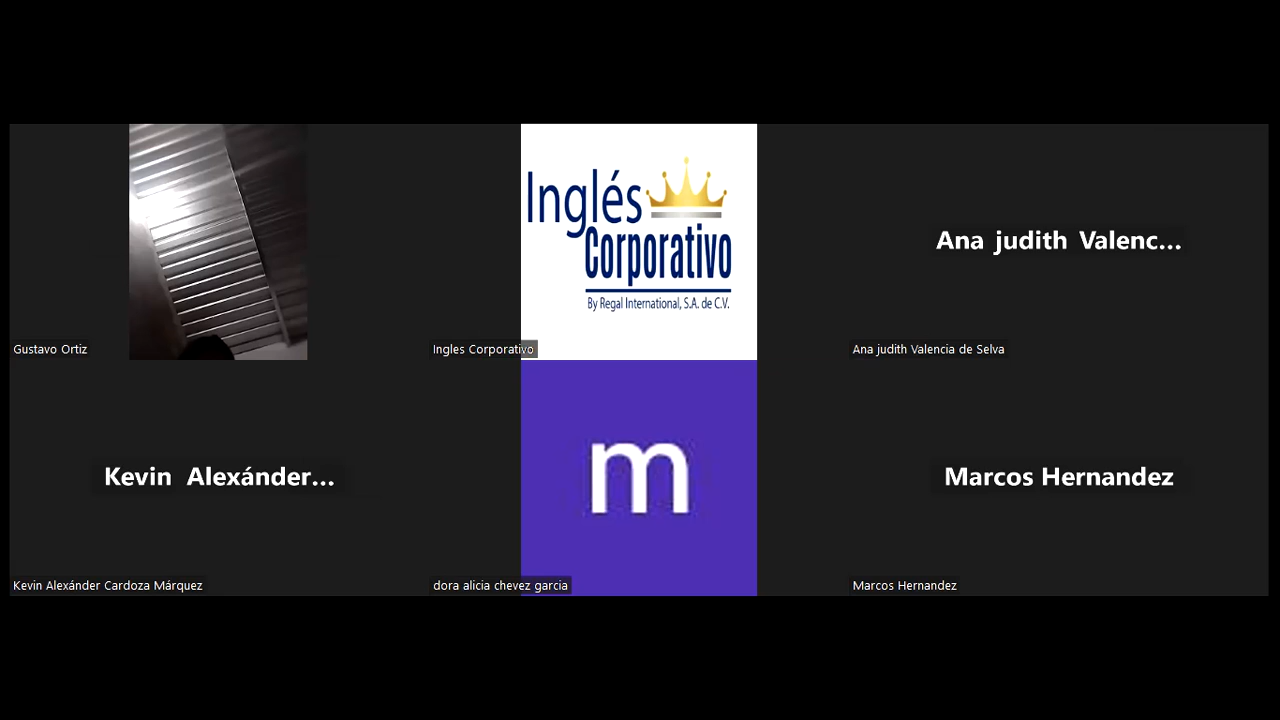 Gustavo Ortiz
Inglés
Corporativo
By Regal International, S.A. de C.V.
Ingles Corporativo
Ana judith Valenc...
Ana judith Valencia de Selva
Kevin Alexánder...
Kevin Alexánder Cardoza Márquez
m
dora alicia chevez garcia
Marcos Hernandez
Marcos Hernandez